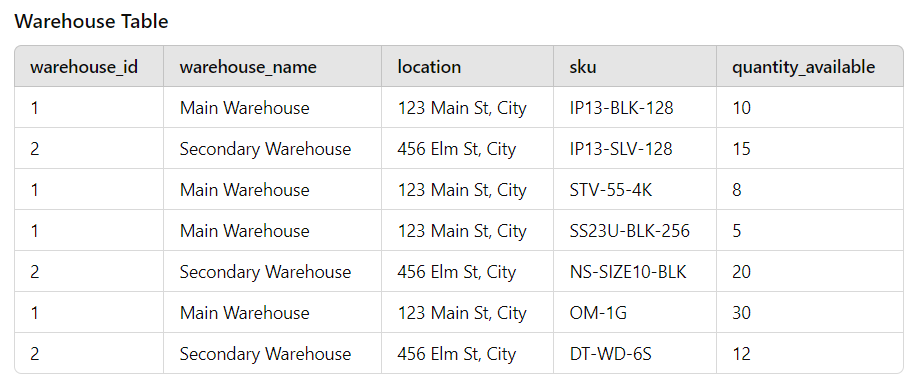 Warehouse Table
warehouse_id warehouse_name location sku quantity_available
1 Main Warehouse 123 Main St, City IP13-BLK-128 10
2 Secondary Warehouse 456 Elm St, City IP13-SLV-128 15
1 Main Warehouse 123 Main St, City STV-55-4K 8
1 Main Warehouse 123 Main St, City SS23U-BLK-256 5
2 Secondary Warehouse 456 Elm St, City NS-SIZE10-BLK 20
1 Main Warehouse 123 Main St, City OM-1G 30
2 Secondary Warehouse 456 Elm St, City DT-WD-6S 12